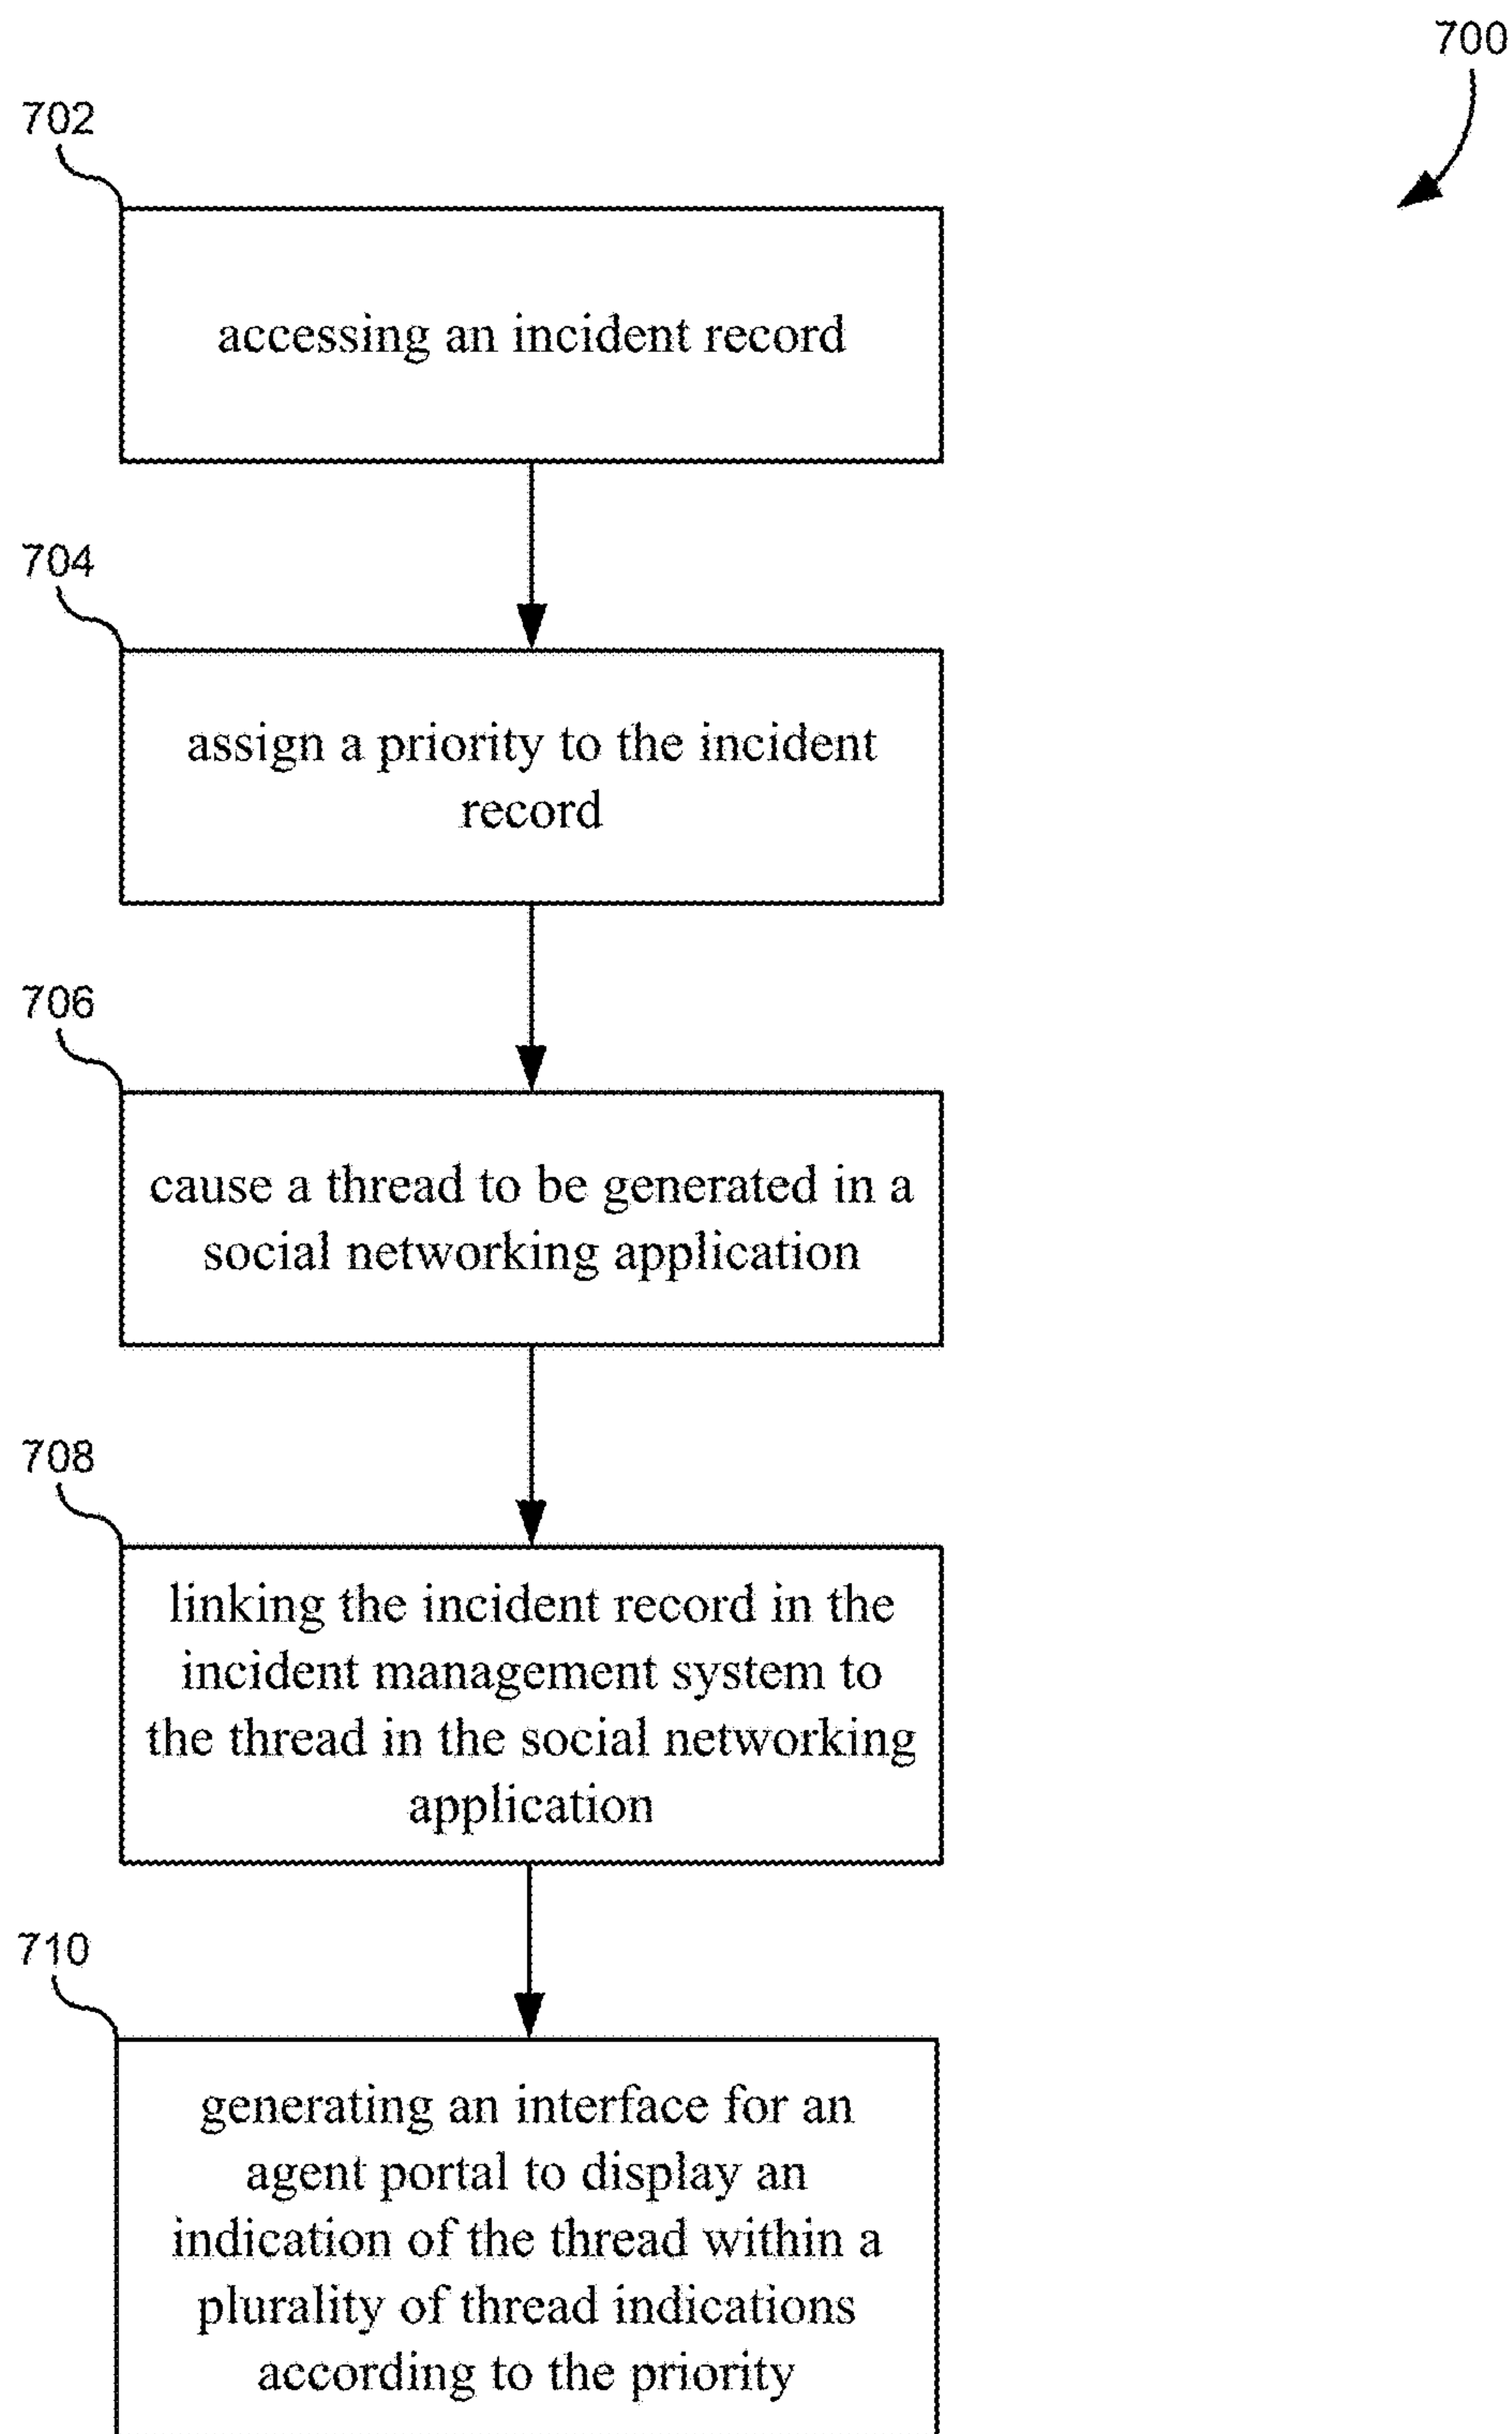 700
702
accessing an incident record
704
assign a priority to the incident
record
706
cause a thread to be generated in a
social networking application
708
linking the incident record in the
incident management system to
the thread in the social networking
application
710
generating an interface for an
agent portal to display an
indication of the thread within a
plurality of thread indications
according to the priority